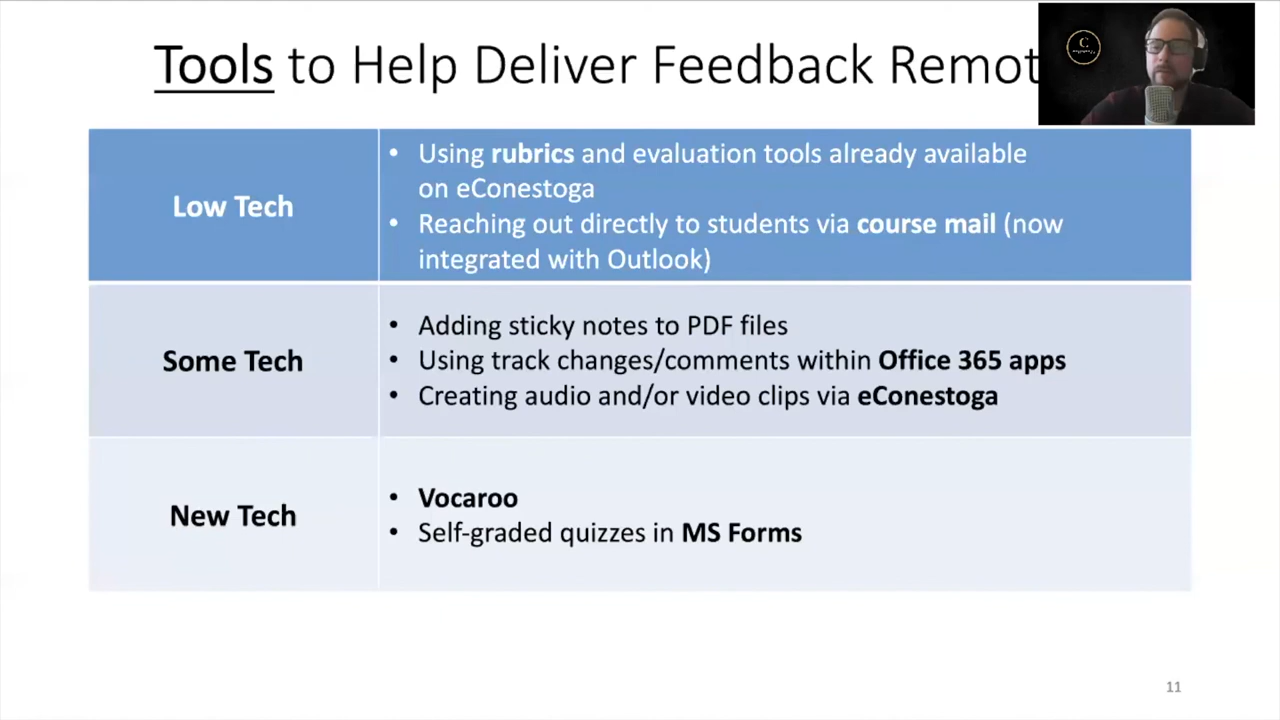 Tools to Help Deliver Feedback Remot
Low Tech
• Using rubrics and evaluation tools already available
on eConestoga
• Reaching out directly to students via course mail (now
integrated with Outlook)
Some Tech
• Adding sticky notes to PDF files
• Using track changes/comments within Office 365 apps
• Creating audio and/or video clips via eConestoga
New Tech
• Vocaroo
• Self-graded quizzes in MS Forms
C
11